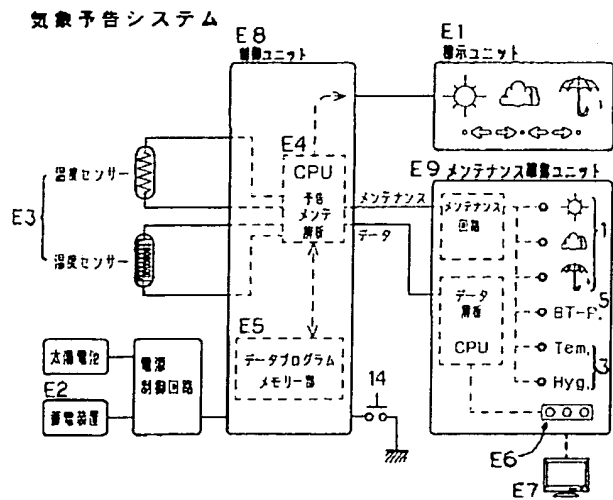 気象予告システム
E8
制御ユニット
E1
標示ユニット
E4
CPU
予告
メンテ
解析
E3
温度センサー
湿度センサー
メンテナンス
データ
E9 メンテナンス稼働ユニット
メンテナンス
回路
データ
解析
CPU
1
5
BT-P.
Tem.
3
Hyg.
E5
データプログラム
メモリー部
太陽電池
E2
蓄電装置
電源
制御回路
14
E6
E7